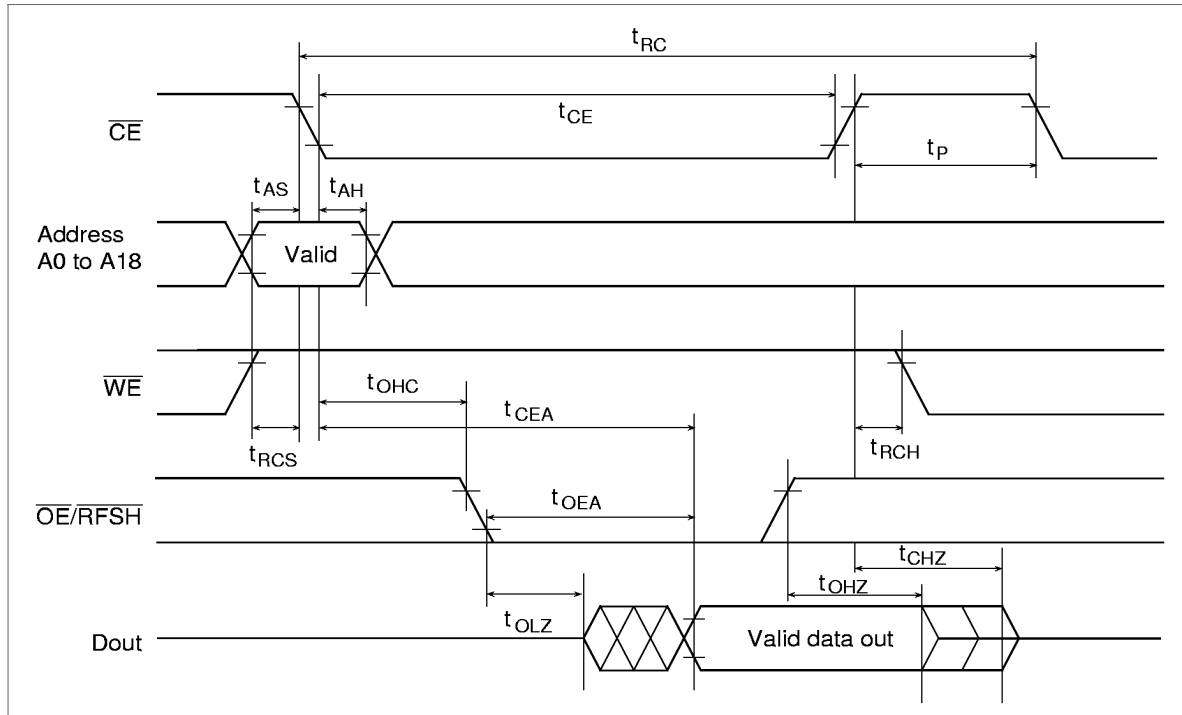 tRC
tCE
CE
tP
tAS
tAH
Address
A0 to A18
Valid
tOHC
WE
tCEA
tRCS
tRCH
OE/RFSH
tOEA
tCHZ
tOHZ
tOLZ
Dout
Valid data out